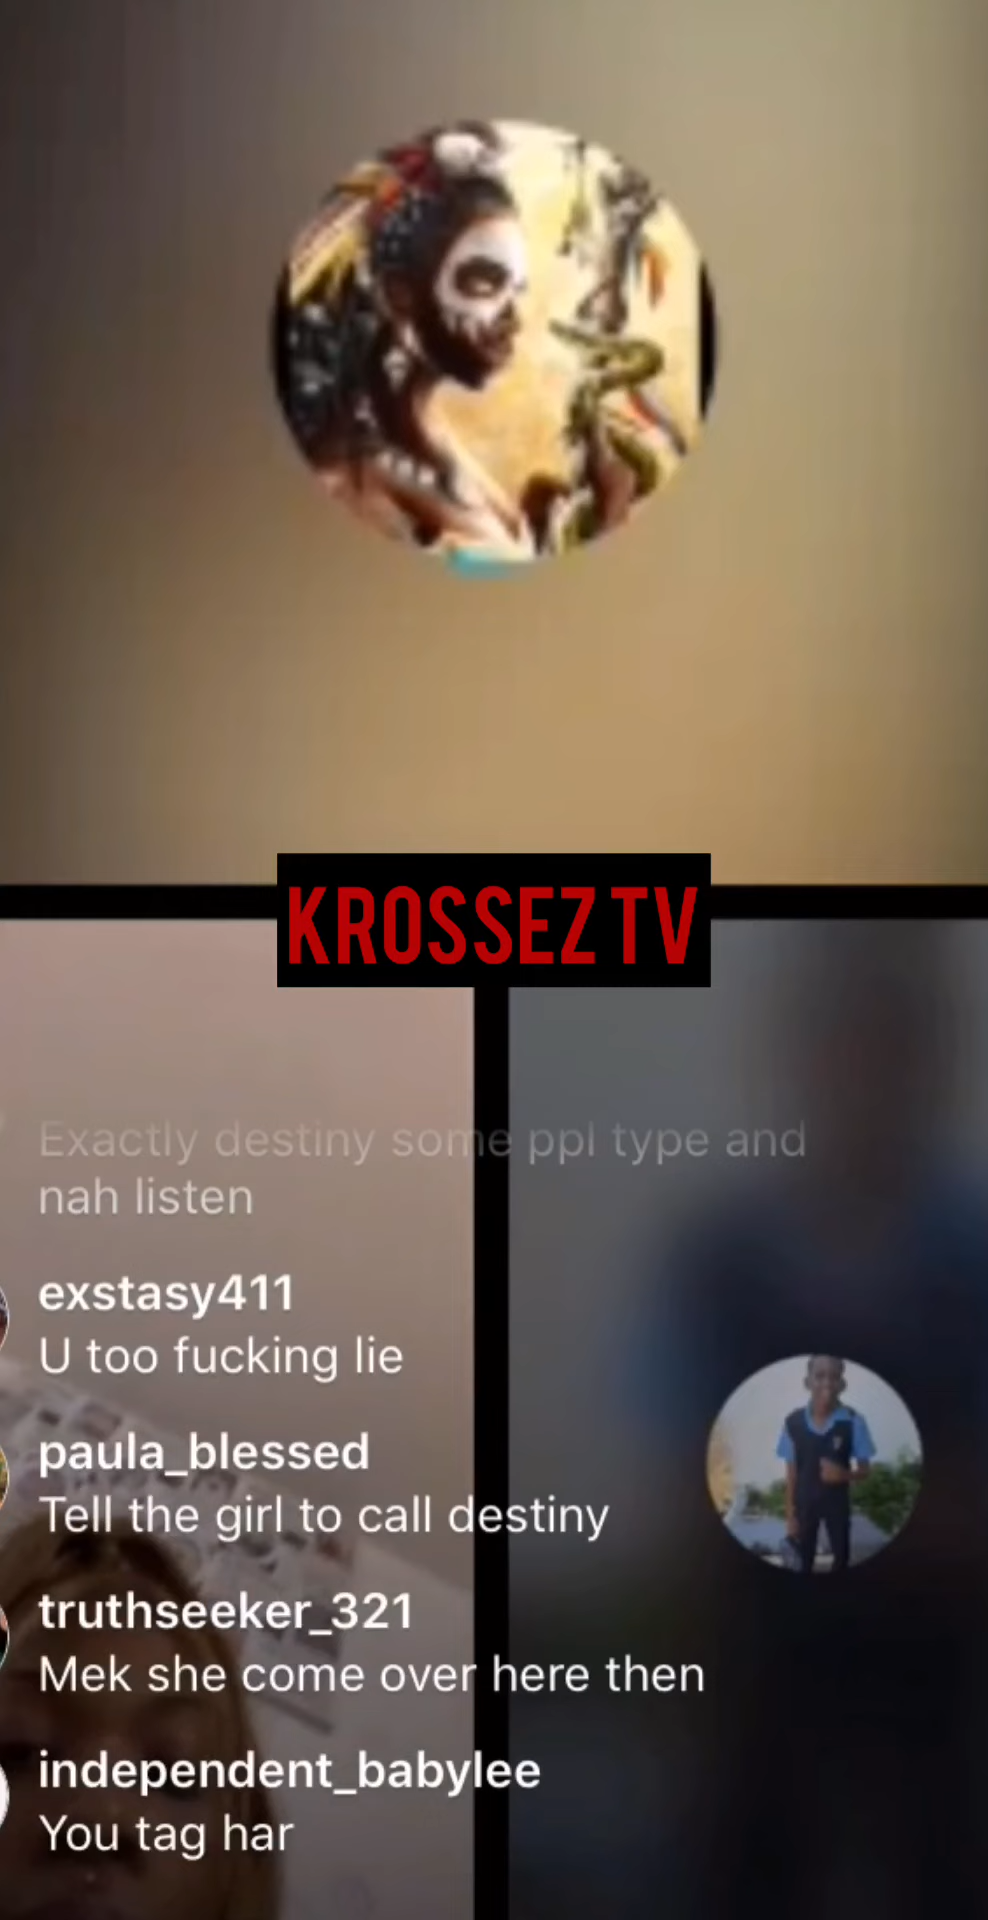 KROSSEZ TV
Exactly destiny some ppl type and
nah listen
exstasy411
U too fucking lie
paula_blessed
Tell the girl to call destiny
truthseeker_321
Mek she come over here then
independent_babylee
You tag har